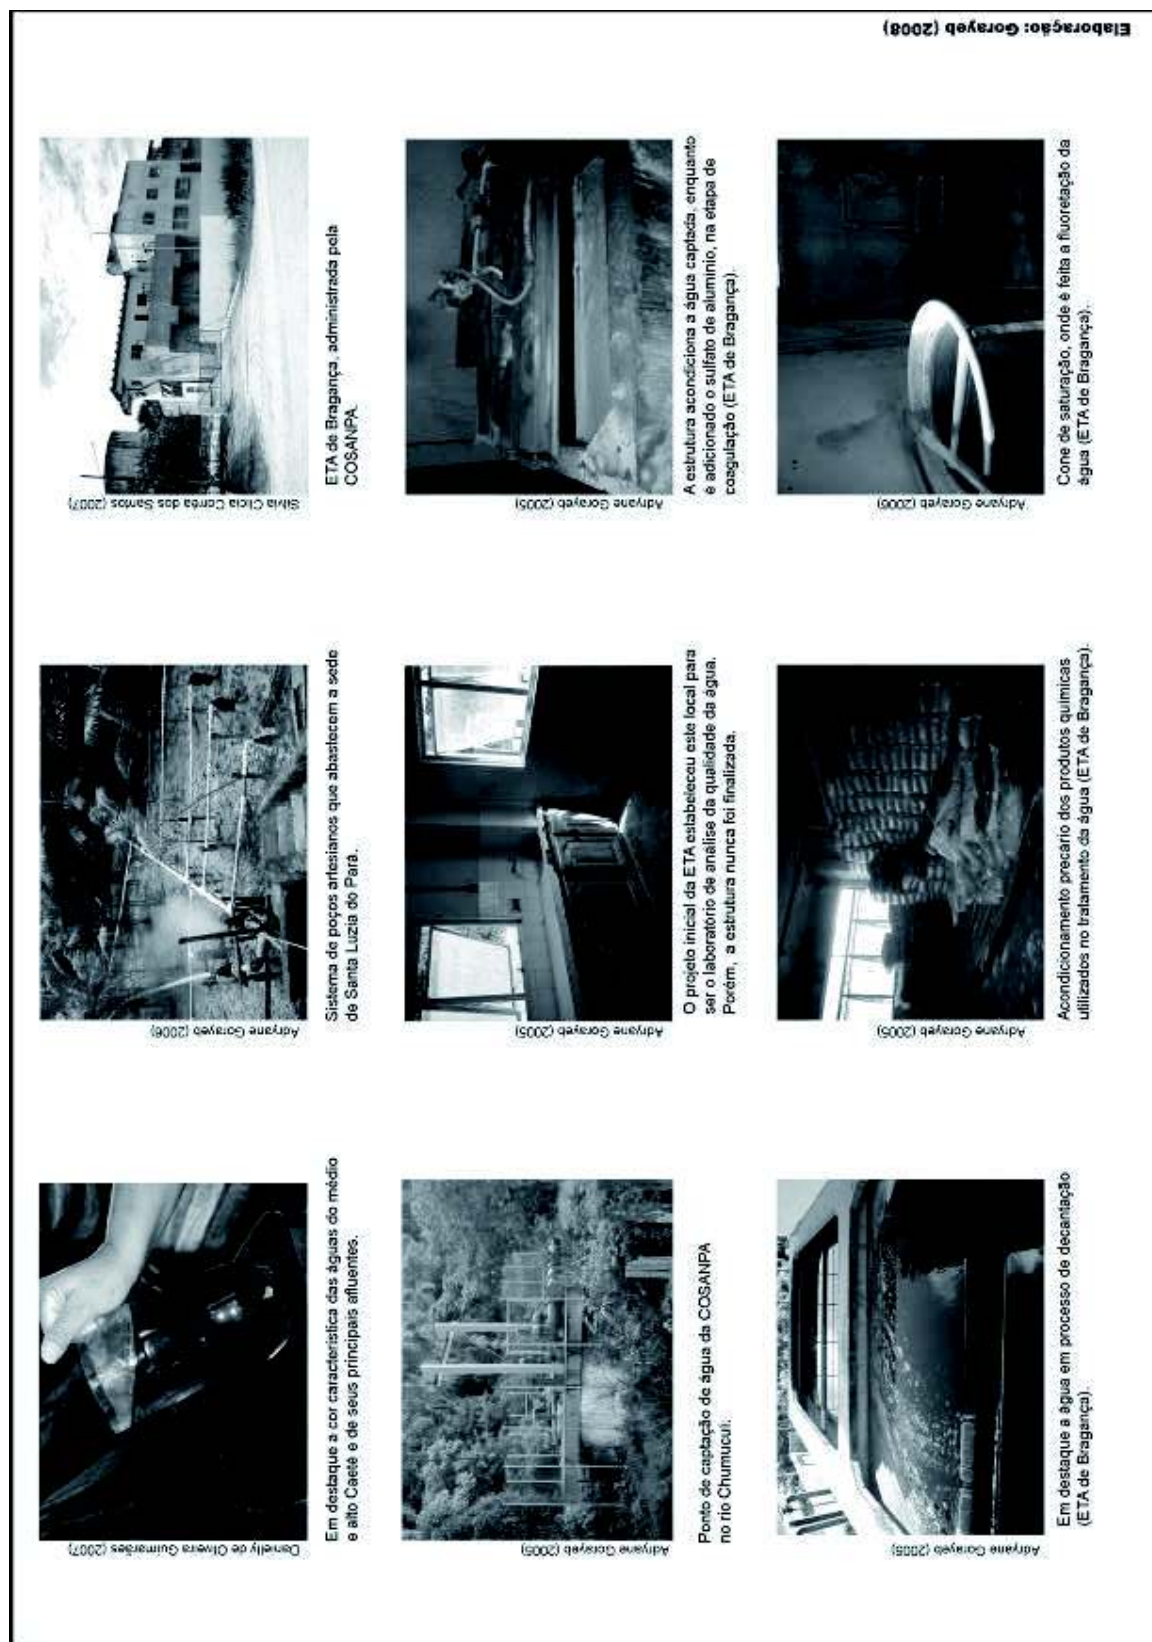 Danielly de Oliveira Guimarães (2007)
Em destaque a cor característica das águas do médio
e alto Caeté e de seus principais afluentes.
Adryane Gorayeb (2006)
Sistema de poços artesianos que abastecem a sede
de Santa Luzia do Pará.
Silvia Clicia Corrêa dos Santos (2007)
ETA de Bragança, administrada pela
COSANPA.
Adryane Gorayeb (2005)
Ponto de captação de água da COSANPA
no rio Chumucuí.
Adryane Gorayeb (2005)
O projeto inicial da ETA estabeleceu este local para
ser o laboratório de análise da qualidade da água.
Porém, a estrutura nunca foi finalizada.
Adryane Gorayeb (2005)
A estrutura acondiciona a água captada, enquanto
é adicionado o sulfato de alumínio, na etapa de
coagulação (ETA de Bragança).
Adryane Gorayeb (2005)
Em destaque a água em processo de decantação
(ETA de Bragança).
Adryane Gorayeb (2005)
Acondicionamento precário dos produtos químicas
utilizados no tratamento da água (ETA de Bragança).
Adryane Gorayeb (2006)
Cone de saturação, onde é feita a fluoretação da
água (ETA de Bragança).
Elaboração: Gorayeb (2008)